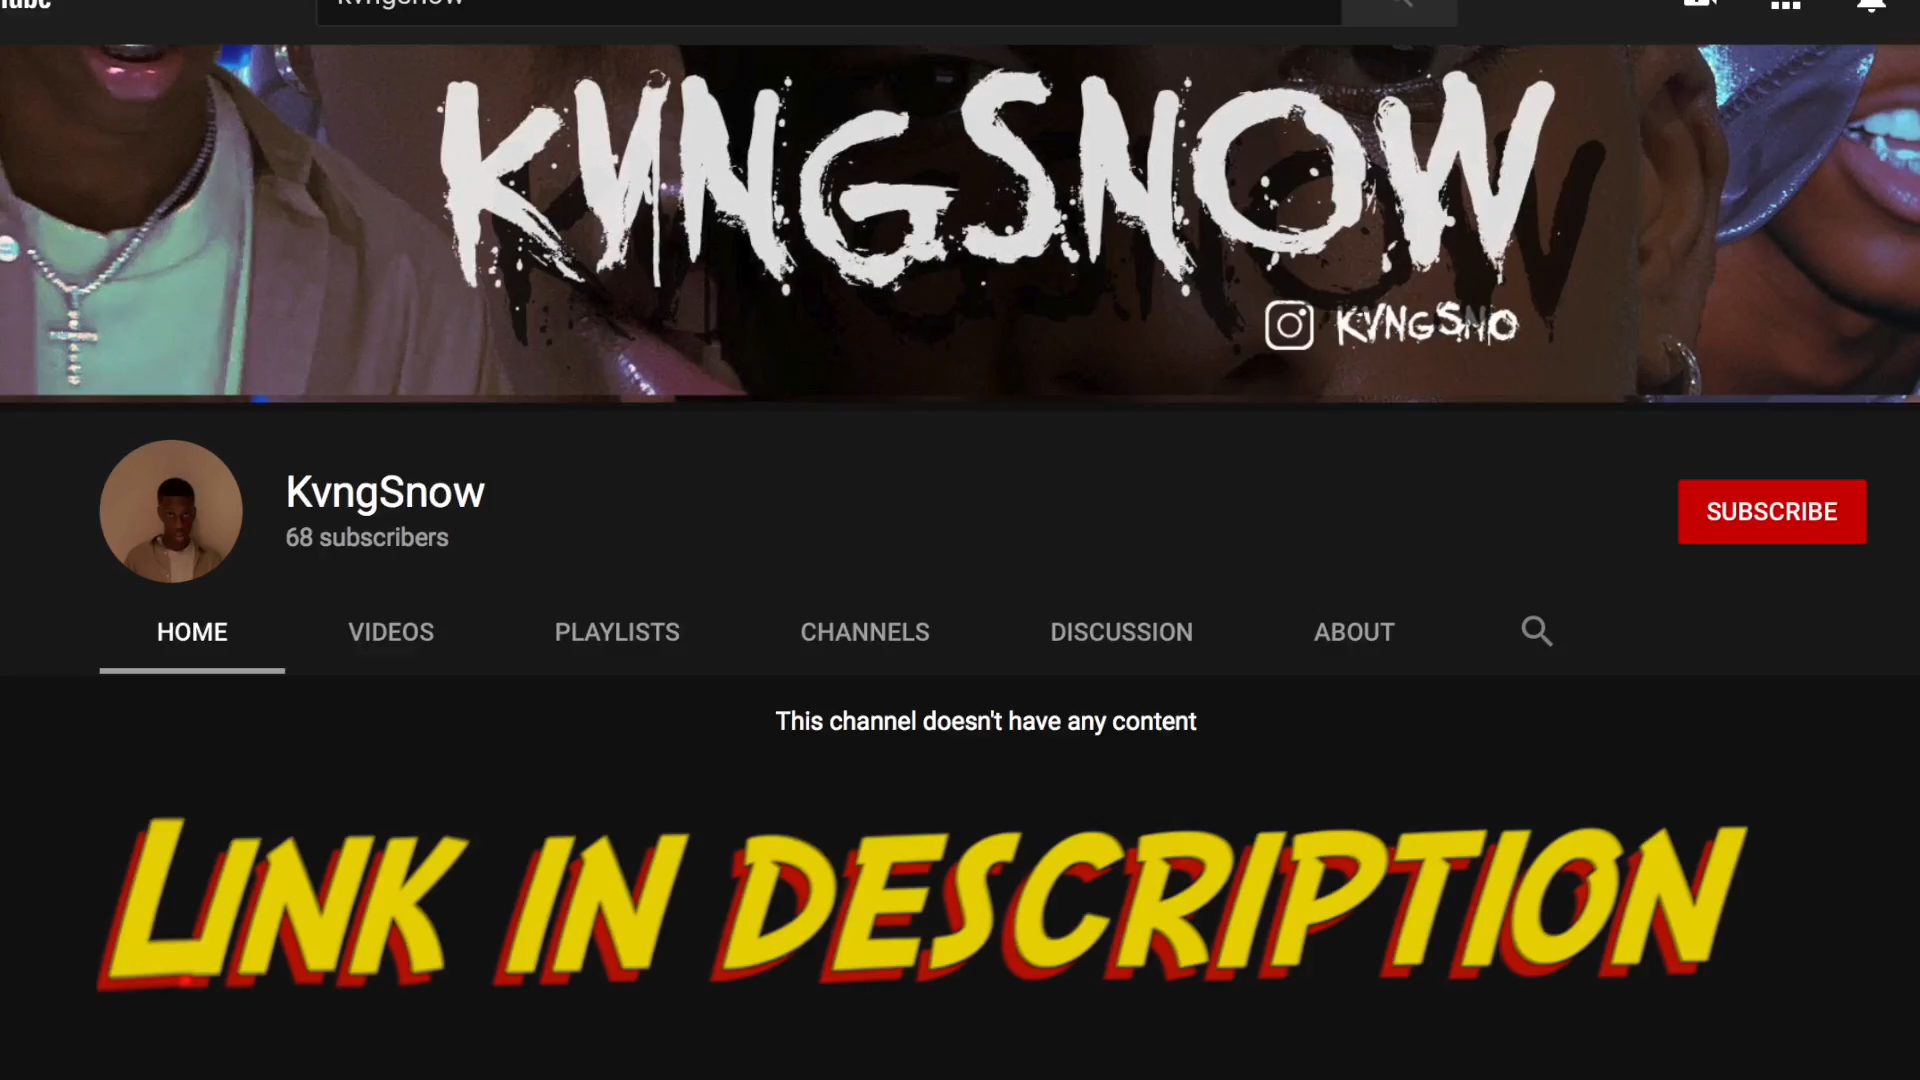 kvngsnow
KVNGSNOW
KVNGSNO
KvngSnow
68 subscribers
SUBSCRIBE
HOME
VIDEOS
PLAYLISTS
CHANNELS
DISCUSSION
ABOUT
This channel doesn't have any content
LINK IN DESCRIPTION